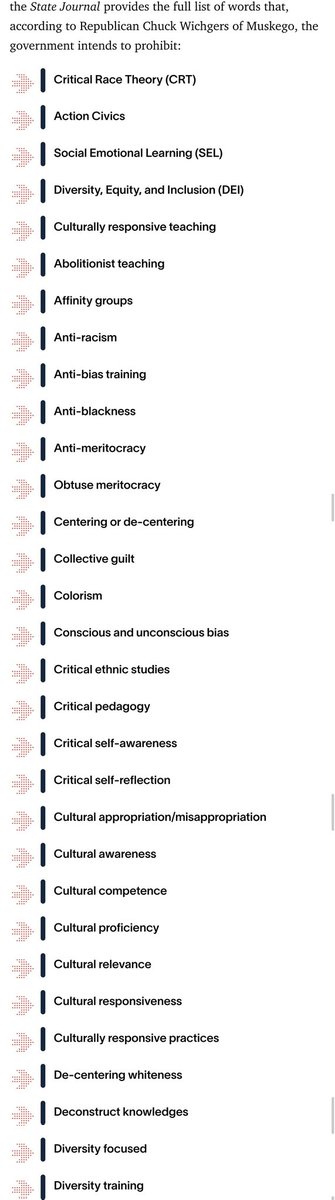 the State Journal provides the full list of words that,
according to Republican Chuck Wichgers of Muskego, the
government intends to prohibit:
Critical Race Theory (CRT)
Action Civics
Social Emotional Learning (SEL)
Diversity, Equity, and Inclusion (DEI)
Culturally responsive teaching
Abolitionist teaching
Affinity groups
Anti-racism
Anti-bias training
Anti-blackness
Anti-meritocracy
Obtuse meritocracy
Centering or de-centering
Collective guilt
Colorism
Conscious and unconscious bias
Critical ethnic studies
Critical pedagogy
Critical self-awareness
Critical self-reflection
Cultural appropriation/misappropriation
Cultural awareness
Cultural competence
Cultural proficiency
Cultural relevance
Cultural responsiveness
Culturally responsive practices
De-centering whiteness
Deconstruct knowledges
Diversity focused
Diversity training